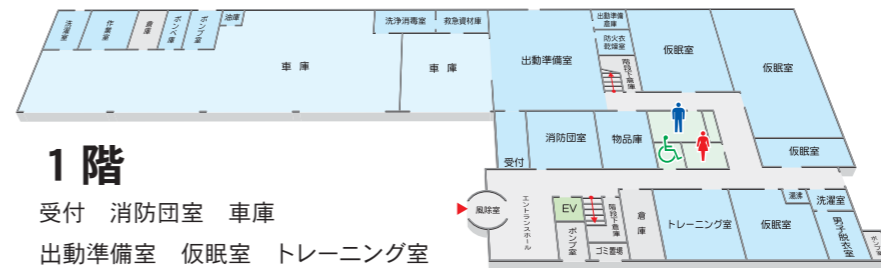 洗濯室
作業室
倉庫
ボンベ庫
ポンプ室
油庫
車庫
洗浄消毒室
救急資材庫
車庫
出動準備室
出動準備倉庫
防火衣乾燥室
階段下倉庫
仮眠室
仮眠室
受付
消防団室
物品庫
仮眠室
風除室
エントランスホール
EV
ポンプ室
階段下倉庫
ゴミ置場
倉庫
トレーニング室
仮眠室
湯沸
洗濯室
男子脱衣室
1階
受付 消防団室 車庫
出動準備室 仮眠室 トレーニング室